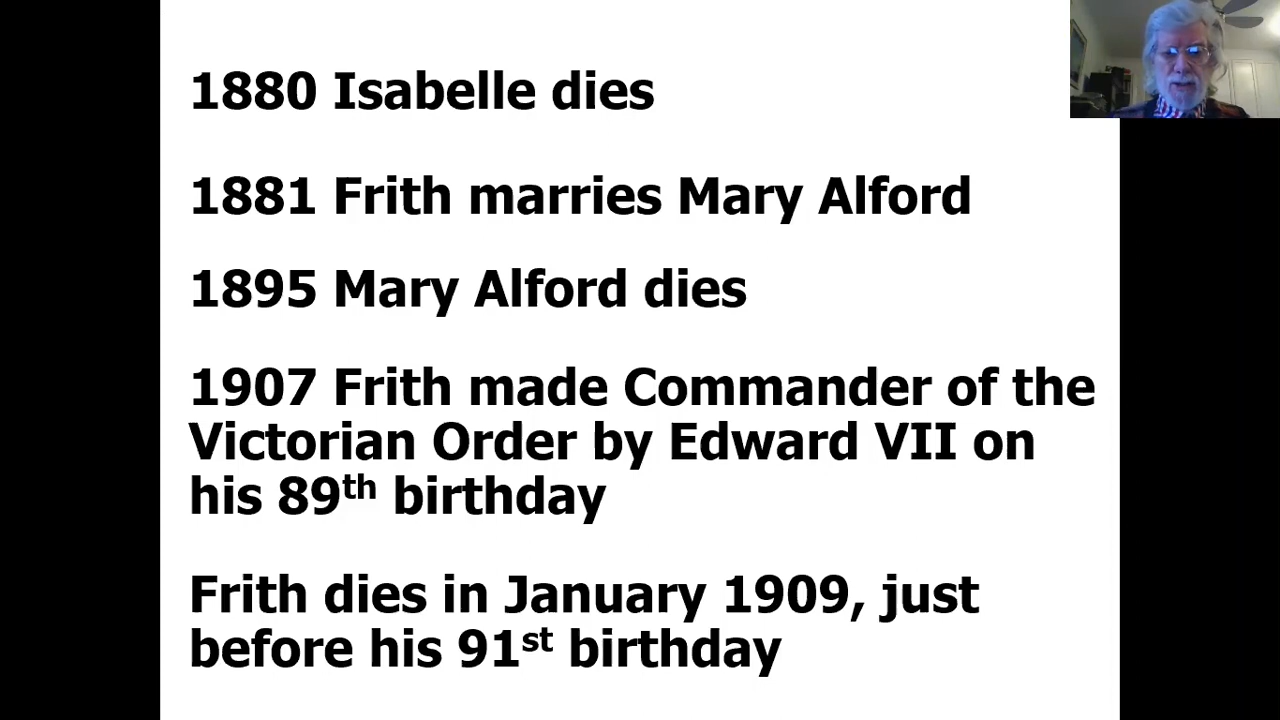 1880 Isabelle dies
1881 Frith marries Mary Alford
1895 Mary Alford dies
1907 Frith made Commander of the
Victorian Order by Edward VII on
his 89th birthday
Frith dies in January 1909, just
before his 91st birthday